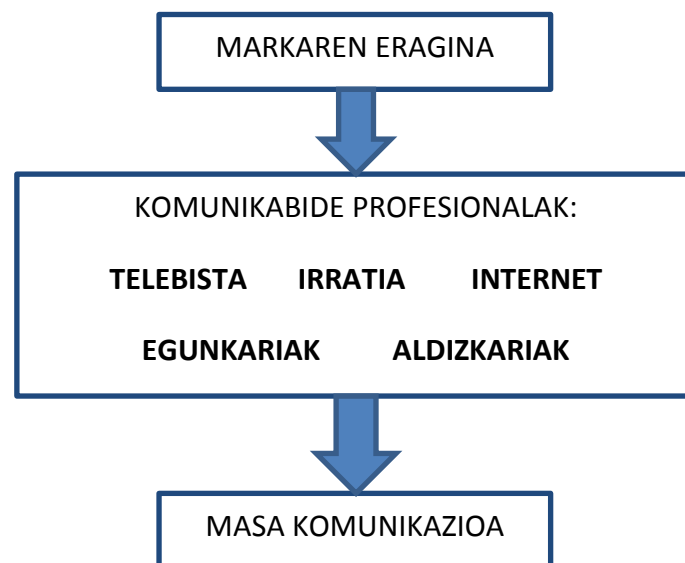 MARKAREN ERAGINA
KOMUNIKABIDE PROFESIONALAK:
TELEBISTA IRRATIA INTERNET
EGUNKARIAK ALDIZKARIAK
MASA KOMUNIKAZIOA